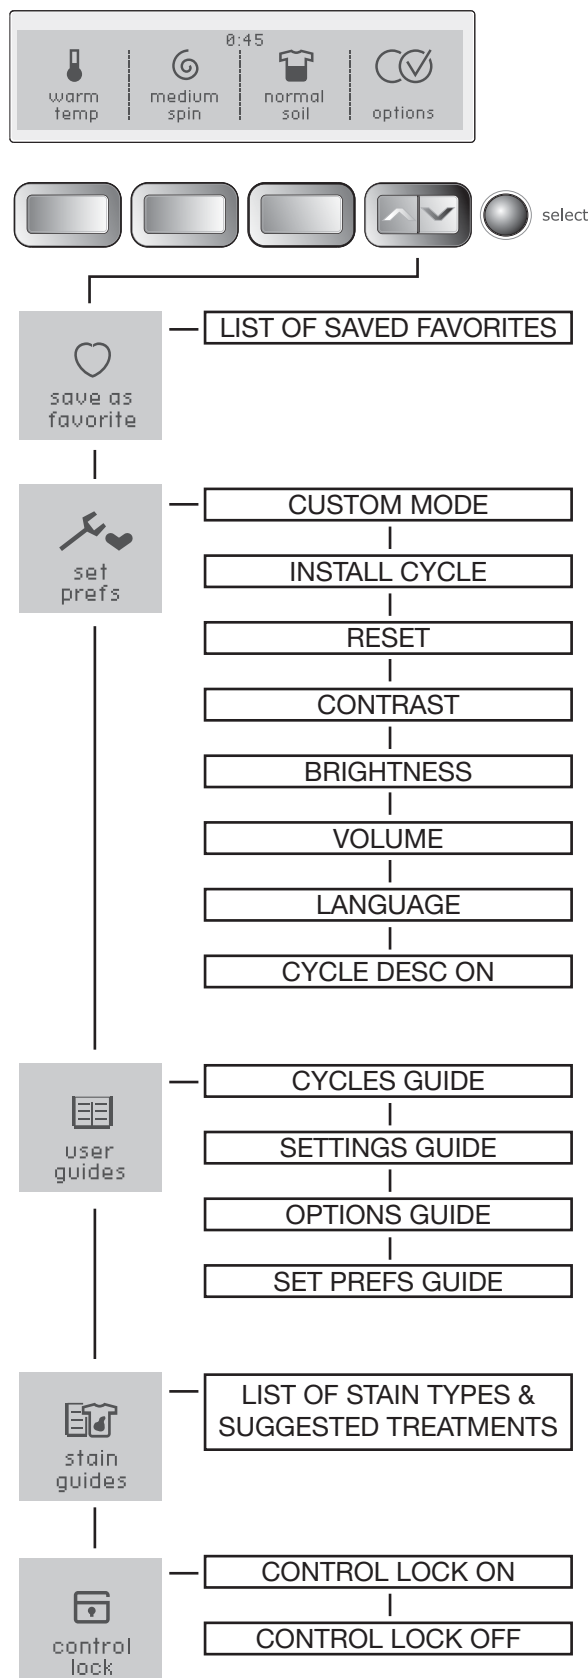 0:45
warm temp
medium spin
normal soil
options
select
save as
favorite
LIST OF SAVED FAVORITES
set
prefs
CUSTOM MODE
INSTALL CYCLE
RESET
CONTRAST
BRIGHTNESS
VOLUME
LANGUAGE
CYCLE DESC ON
user
guides
CYCLES GUIDE
SETTINGS GUIDE
OPTIONS GUIDE
SET PREFS GUIDE
stain
guides
LIST OF STAIN TYPES &
SUGGESTED TREATMENTS
control
lock
CONTROL LOCK ON
CONTROL LOCK OFF